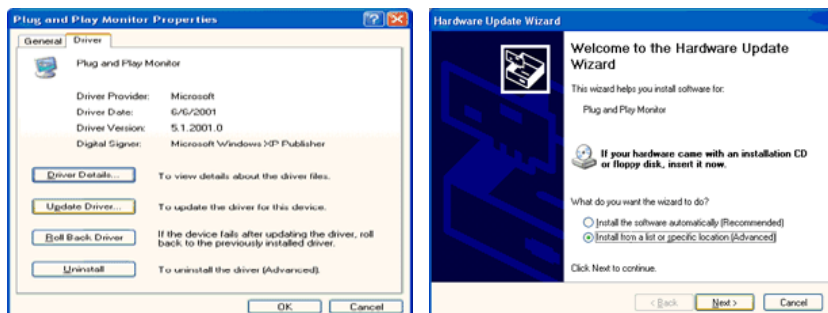 Plug and Play Monitor Properties
General Driver
Plug and Play Monitor
Driver Provider: Microsoft
Driver Date: 6/6/2001
Driver Version: 5.1.2001.0
Digital Signer: Microsoft Windows XP Publisher
Driver Details... To view details about the driver files.
Update Driver... To update the driver for this device.
Roll Back Driver If the device fails after updating the driver, roll
back to the previously installed driver.
Uninstall To uninstall the driver (Advanced).
OK Cancel
Hardware Update Wizard
Welcome to the Hardware Update
Wizard
This wizard helps you install software for:
Plug and Play Monitor
If your hardware came with an installation CD
or floppy disk, insert it now.
What do you want the wizard to do?
Install the software automatically (Recommended)
Install from a list or specific location (Advanced)
Click Next to continue.
< Back Next > Cancel